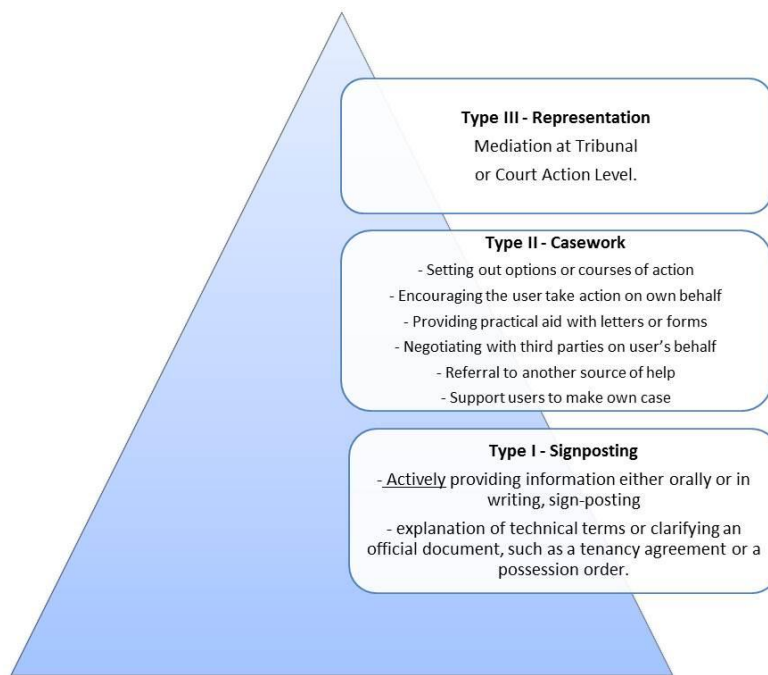 Type III - Representation
Mediation at Tribunal
or Court Action Level.
Type II - Casework
- Setting out options or courses of action
- Encouraging the user take action on own behalf
- Providing practical aid with letters or forms
- Negotiating with third parties on user’s behalf
- Referral to another source of help
- Support users to make own case
Type I - Signposting
- Actively providing information either orally or in
writing, sign-posting
- explanation of technical terms or clarifying an
official document, such as a tenancy agreement or a
possession order.